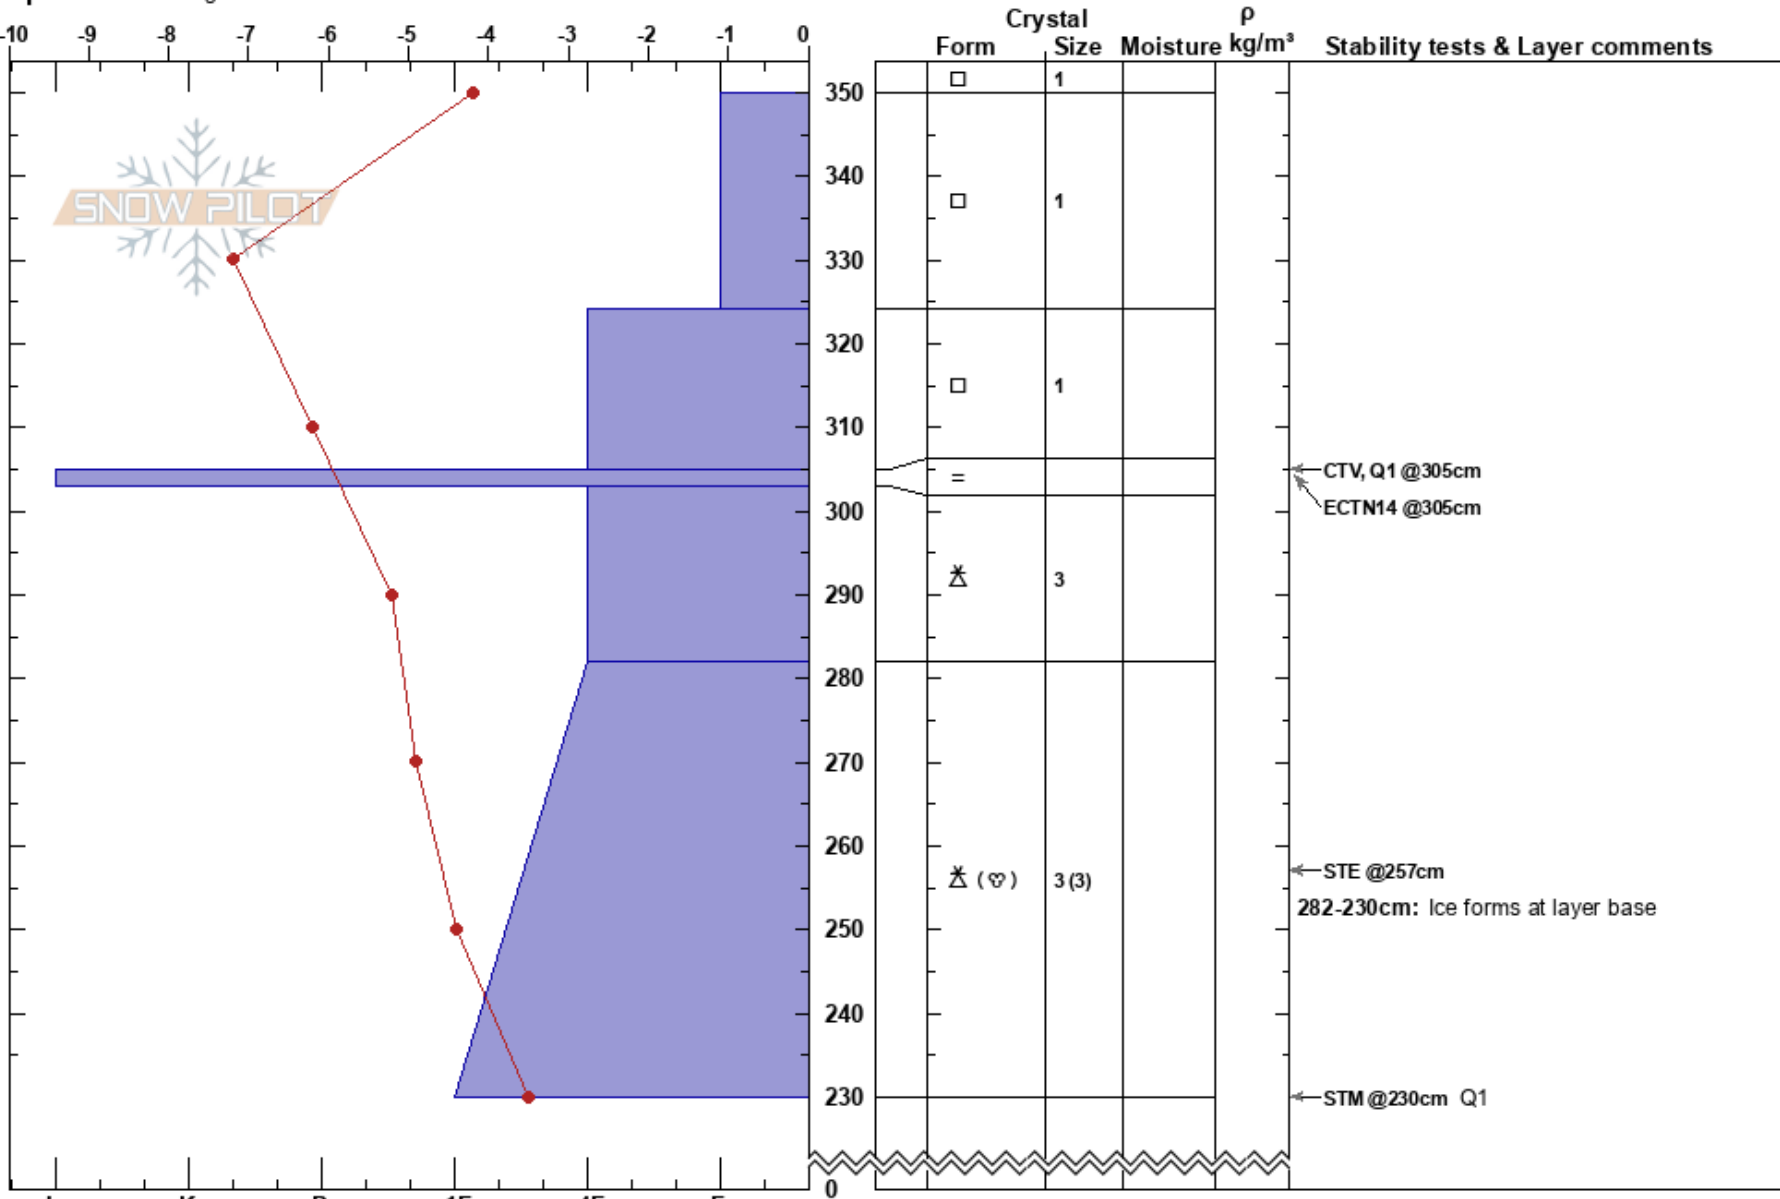 Crystal ρ
-10 -9 -8 -7 -6 -5 -4 -3 -2 -1 0 Form Size Moisture kg/m³ Stability tests & Layer comments
1
350
340
SNOW PILOT 1
330
320
1
310
CTV, Q1 @305cm
=
300 ECTN14 @305cm
3
290
280
270
260
STE @257cm
3 (3)
282-230cm: Ice forms at layer base
250
240
230 STM @230cm Q1
0